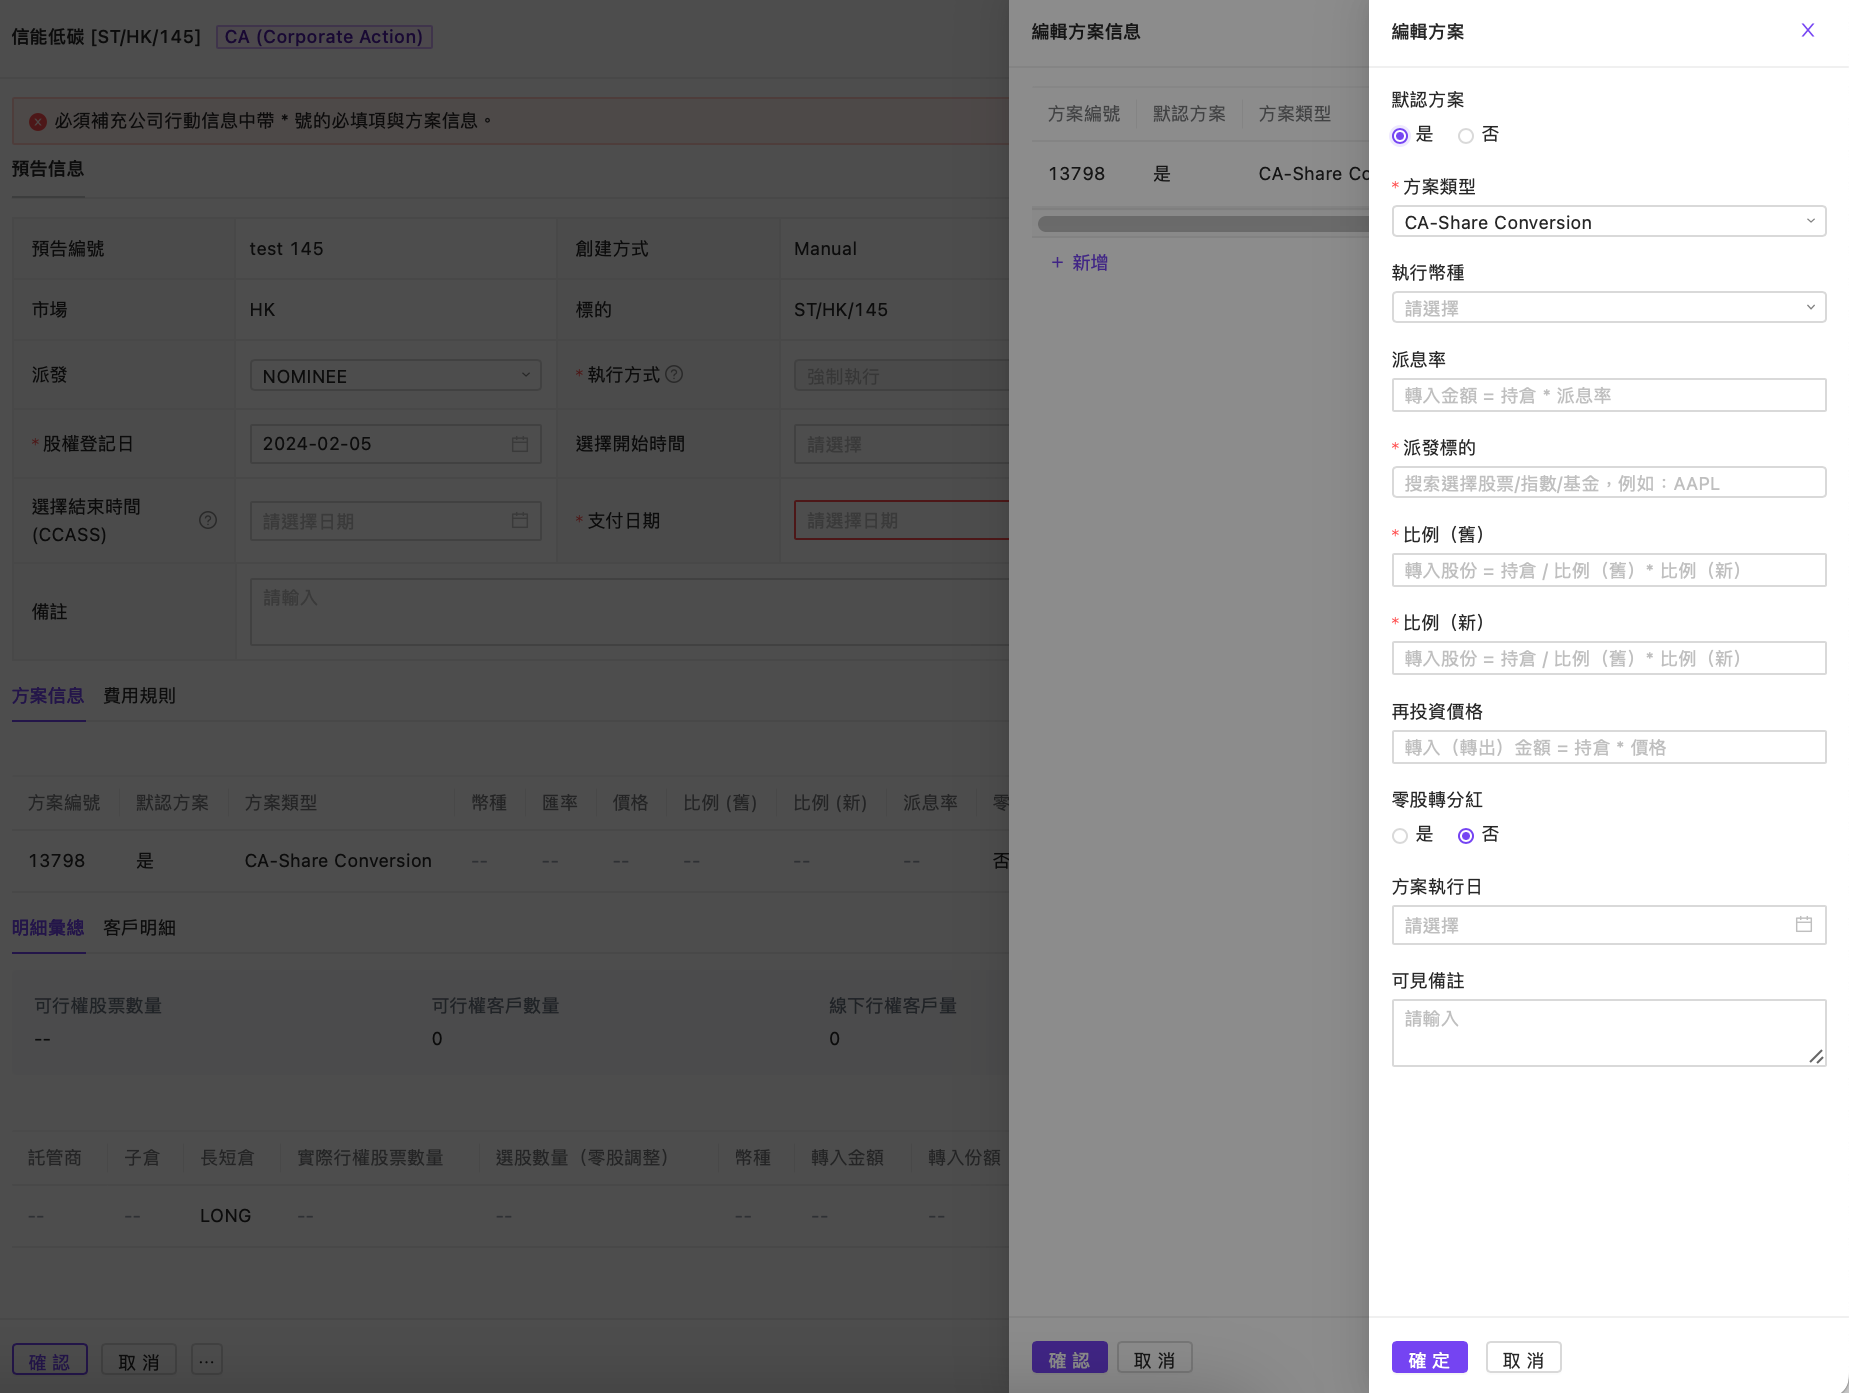 信能低碳 [ST/HK/145] CA (Corporate Action)
必須補充公司行動信息中帶 * 號的必填項與方案信息。
預告信息
預告編號 test 145 創建方式 Manual
市場 HK 標的 ST/HK/145
派發 NOMINEE * 執行方式 強制執行
* 股權登記日 2024-02-05 選擇開始時間 請選擇
選擇結束時間 (CCASS) 請選擇日期 * 支付日期 請選擇日期
備註 請輸入
方案信息 費用規則
方案編號 默認方案 方案類型 幣種 匯率 價格 比例 (舊) 比例 (新) 派息率 零
13798 是 CA-Share Conversion -- -- -- -- -- -- 否
明細彙總 客戶明細
可行權股票數量 可行權客戶數量 線下行權客戶量
-- 0 0
託管商 子倉 長短倉 實際行權股票數量 選股數量（零股調整） 幣種 轉入金額 轉入份額
-- -- LONG -- -- -- -- --
確 認 取 消 ...
編輯方案信息
方案編號 默認方案 方案類型
13798 是 CA-Share Co
+ 新增
確 認 取 消
編輯方案
默認方案
是 否
* 方案類型
CA-Share Conversion
執行幣種
請選擇
派息率
轉入金額 = 持倉 * 派息率
* 派發標的
搜索選擇股票/指數/基金，例如：AAPL
* 比例（舊）
轉入股份 = 持倉 / 比例（舊）* 比例（新）
* 比例（新）
轉入股份 = 持倉 / 比例（舊）* 比例（新）
再投資價格
轉入（轉出）金額 = 持倉 * 價格
零股轉分紅
是 否
方案執行日
請選擇
可見備註
請輸入
確 定 取 消